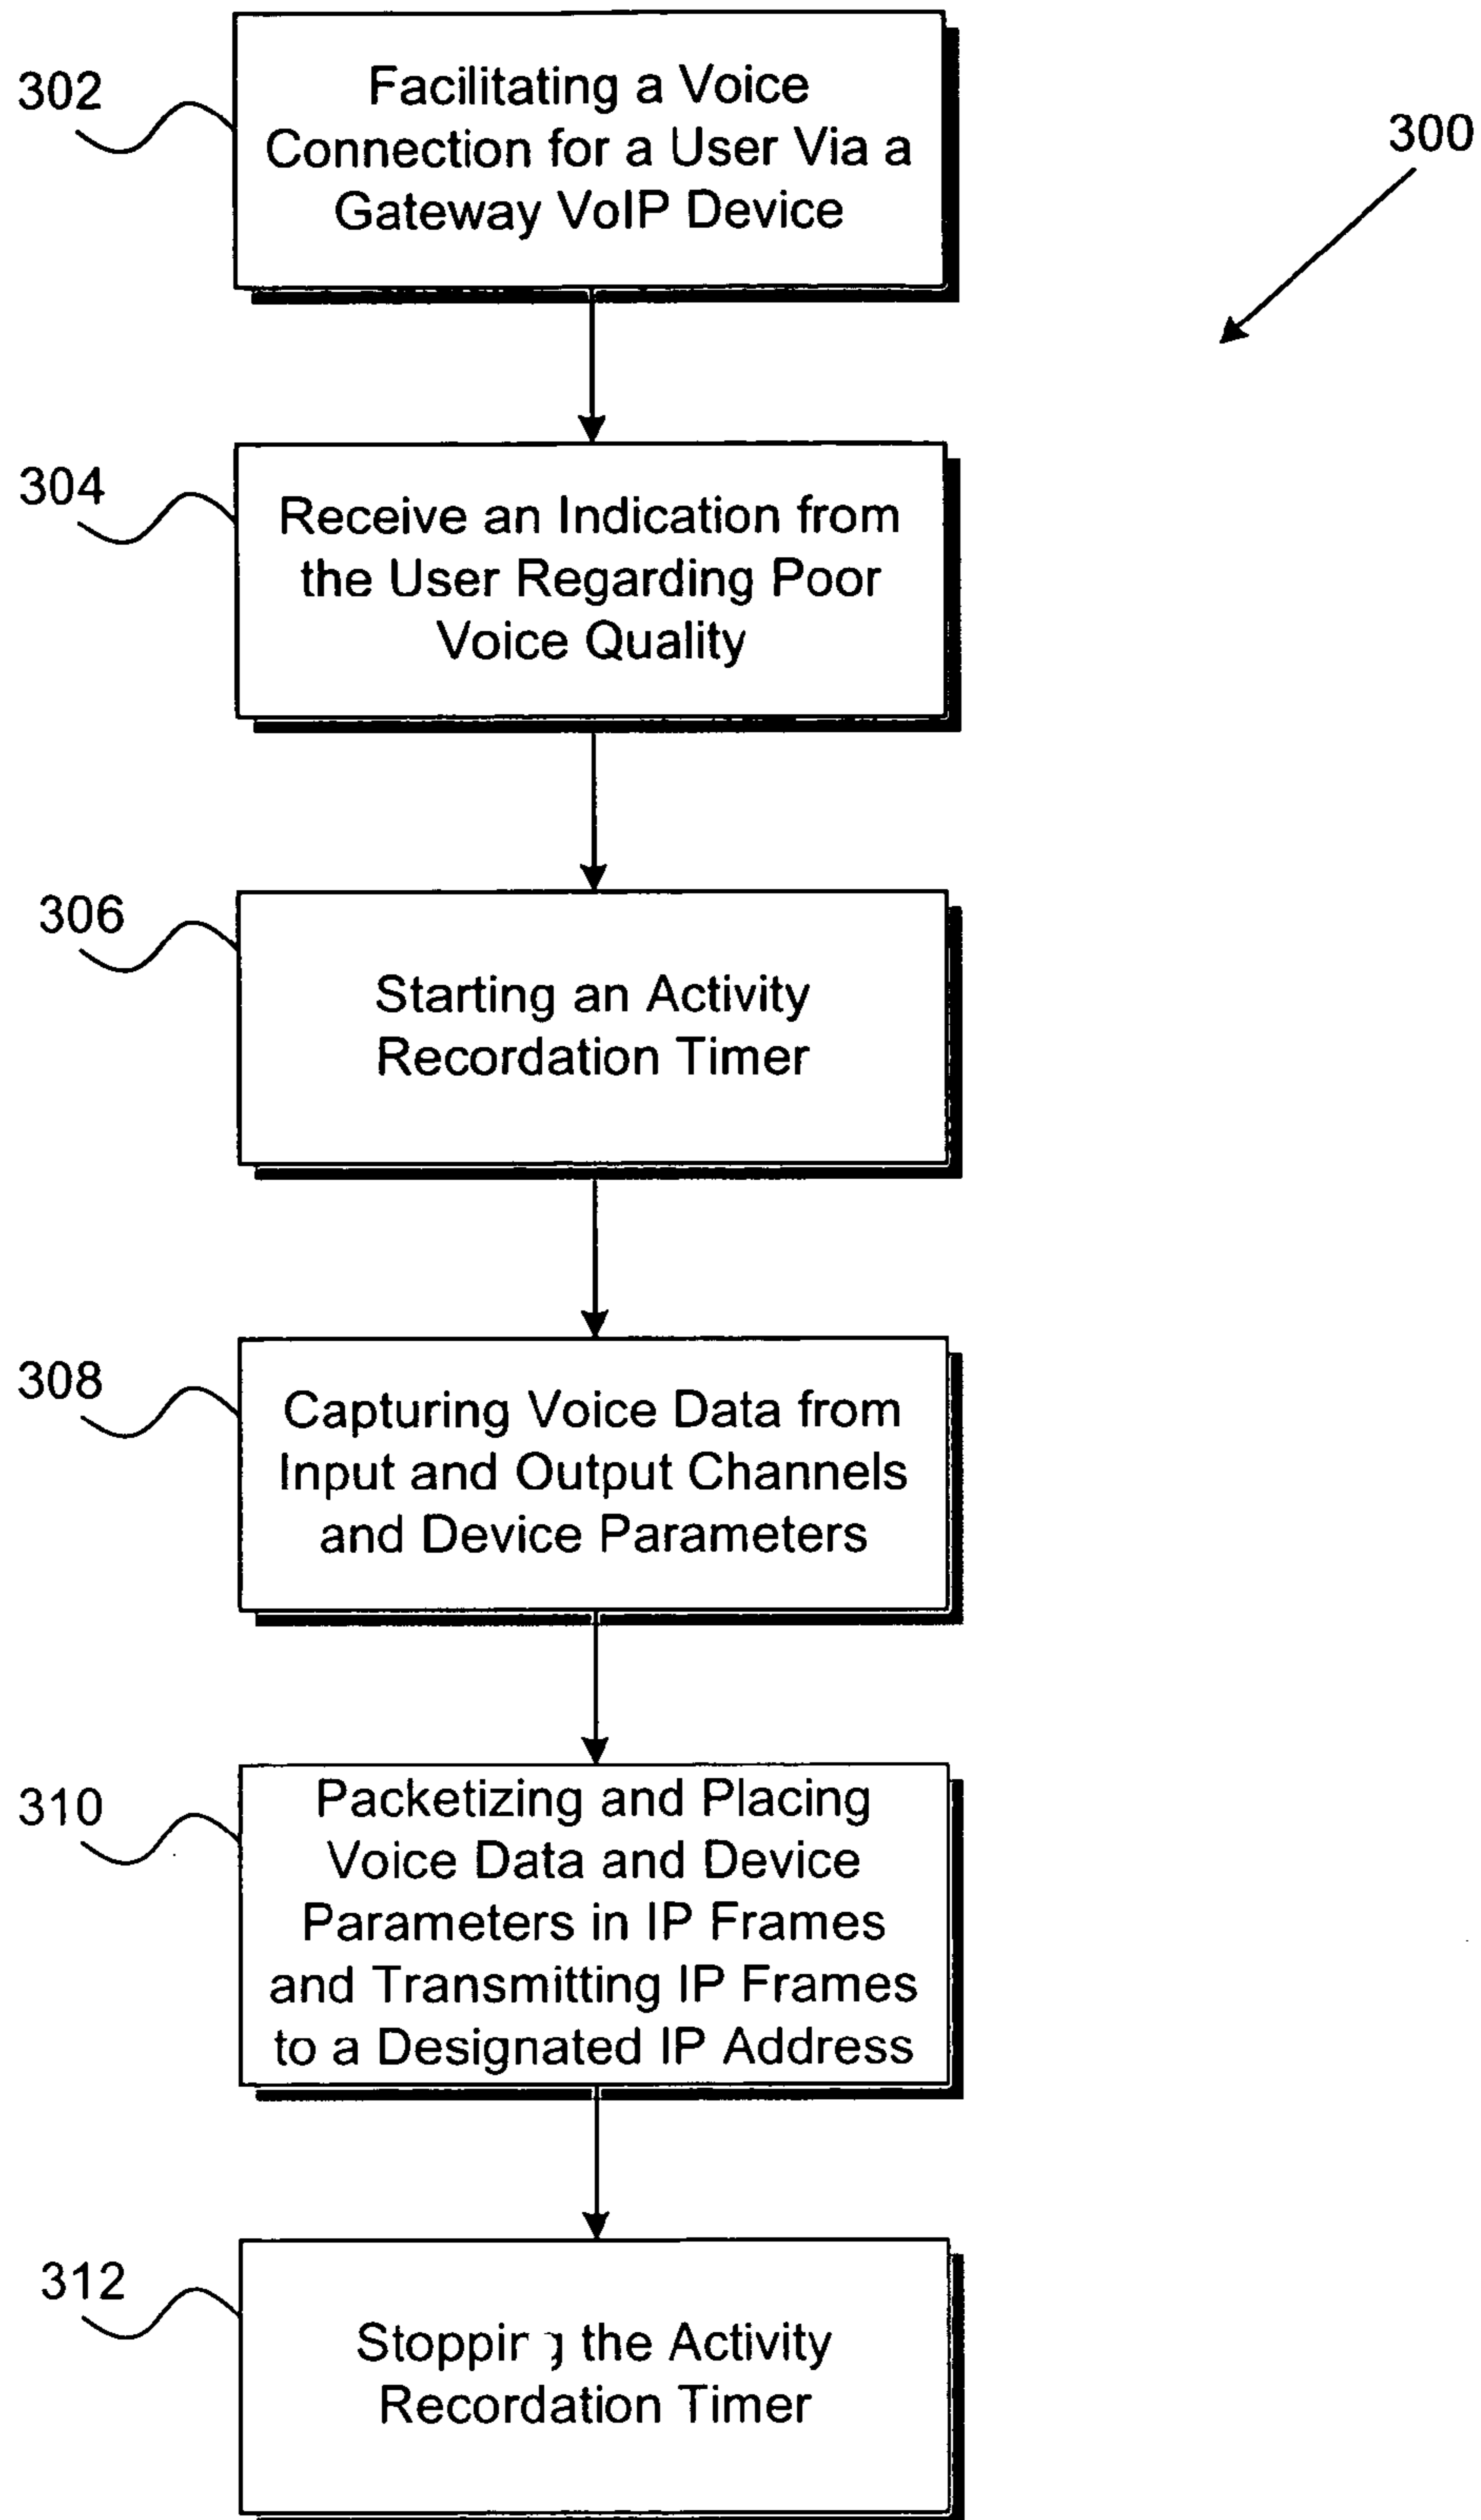 302
Facilitating a Voice
Connection for a User Via a
Gateway VoIP Device
300
304
Receive an Indication from
the User Regarding Poor
Voice Quality
306
Starting an Activity
Recordation Timer
308
Capturing Voice Data from
Input and Output Channels
and Device Parameters
310
Packetizing and Placing
Voice Data and Device
Parameters in IP Frames
and Transmitting IP Frames
to a Designated IP Address
312
Stopping the Activity
Recordation Timer